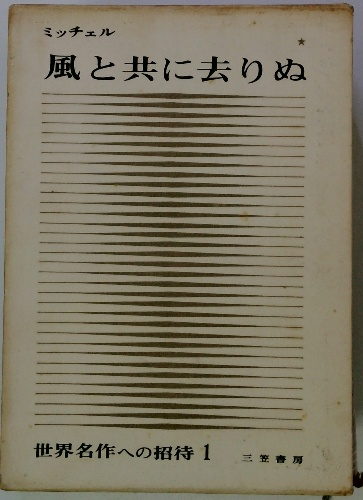 ミッチェル
★
風と共に去りぬ
世界名作への招待 1
三笠書房